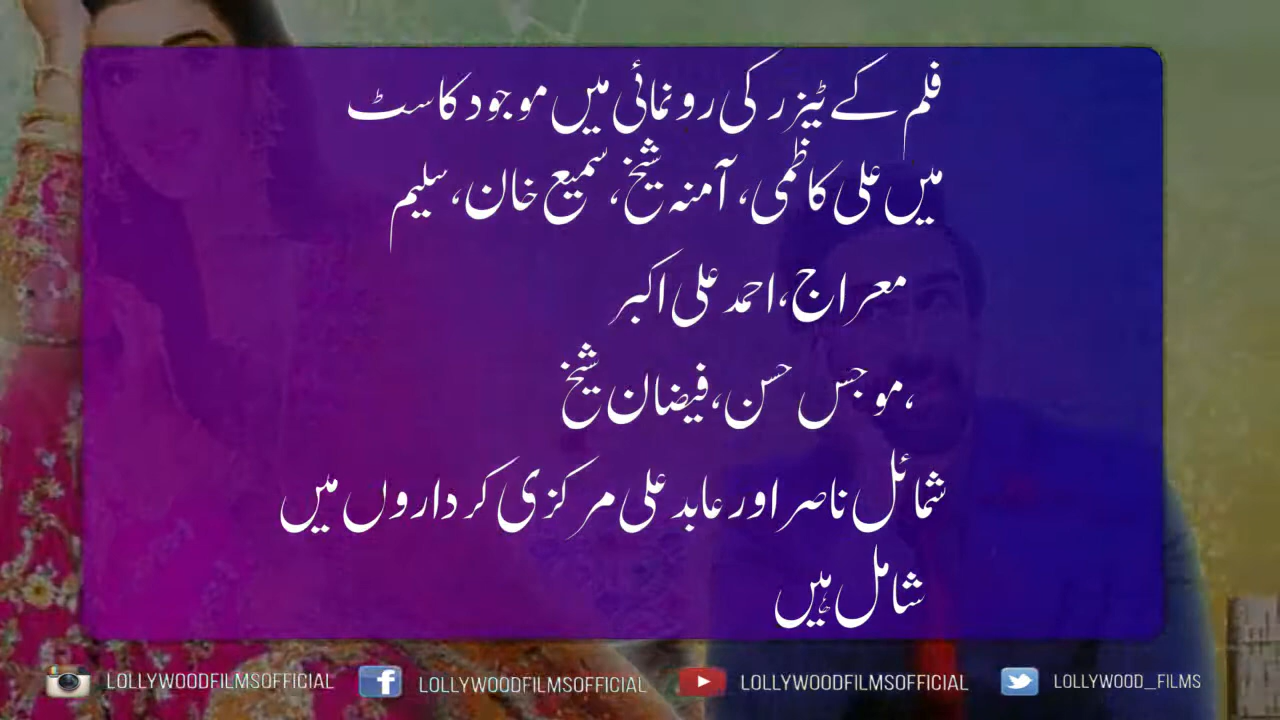 فلم کے ٹیزر کی رونمائی میں موجود کاسٹ
میں علی کاظمی، آمنہ شیخ، سمیع خان، سلیم
معراج،احمد علی اکبر
،موجس حسن،فیضان شیخ
شمائل ناصر اور عابد علی مرکزی کرداروں میں
شامل ہیں
LOLLYWOODFILMSOFFICIAL LOLLYWOODFILMSOFFICIAL LOLLYWOODFILMSOFFICIAL LOLLYWOOD_FILMS